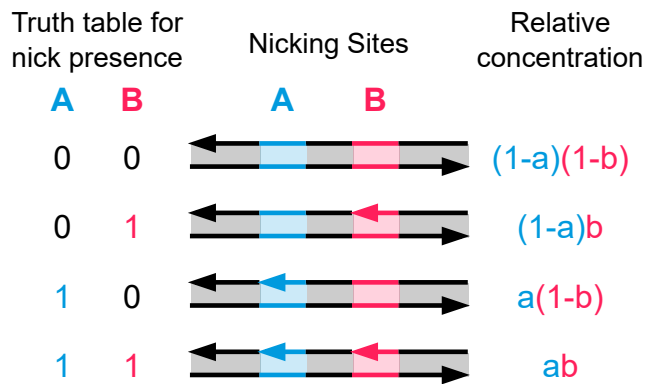 Truth table for nick presence Nicking Sites Relative concentration
A B A B
0 0 (1-a)(1-b)
0 1 (1-a)b
1 0 a(1-b)
1 1 ab